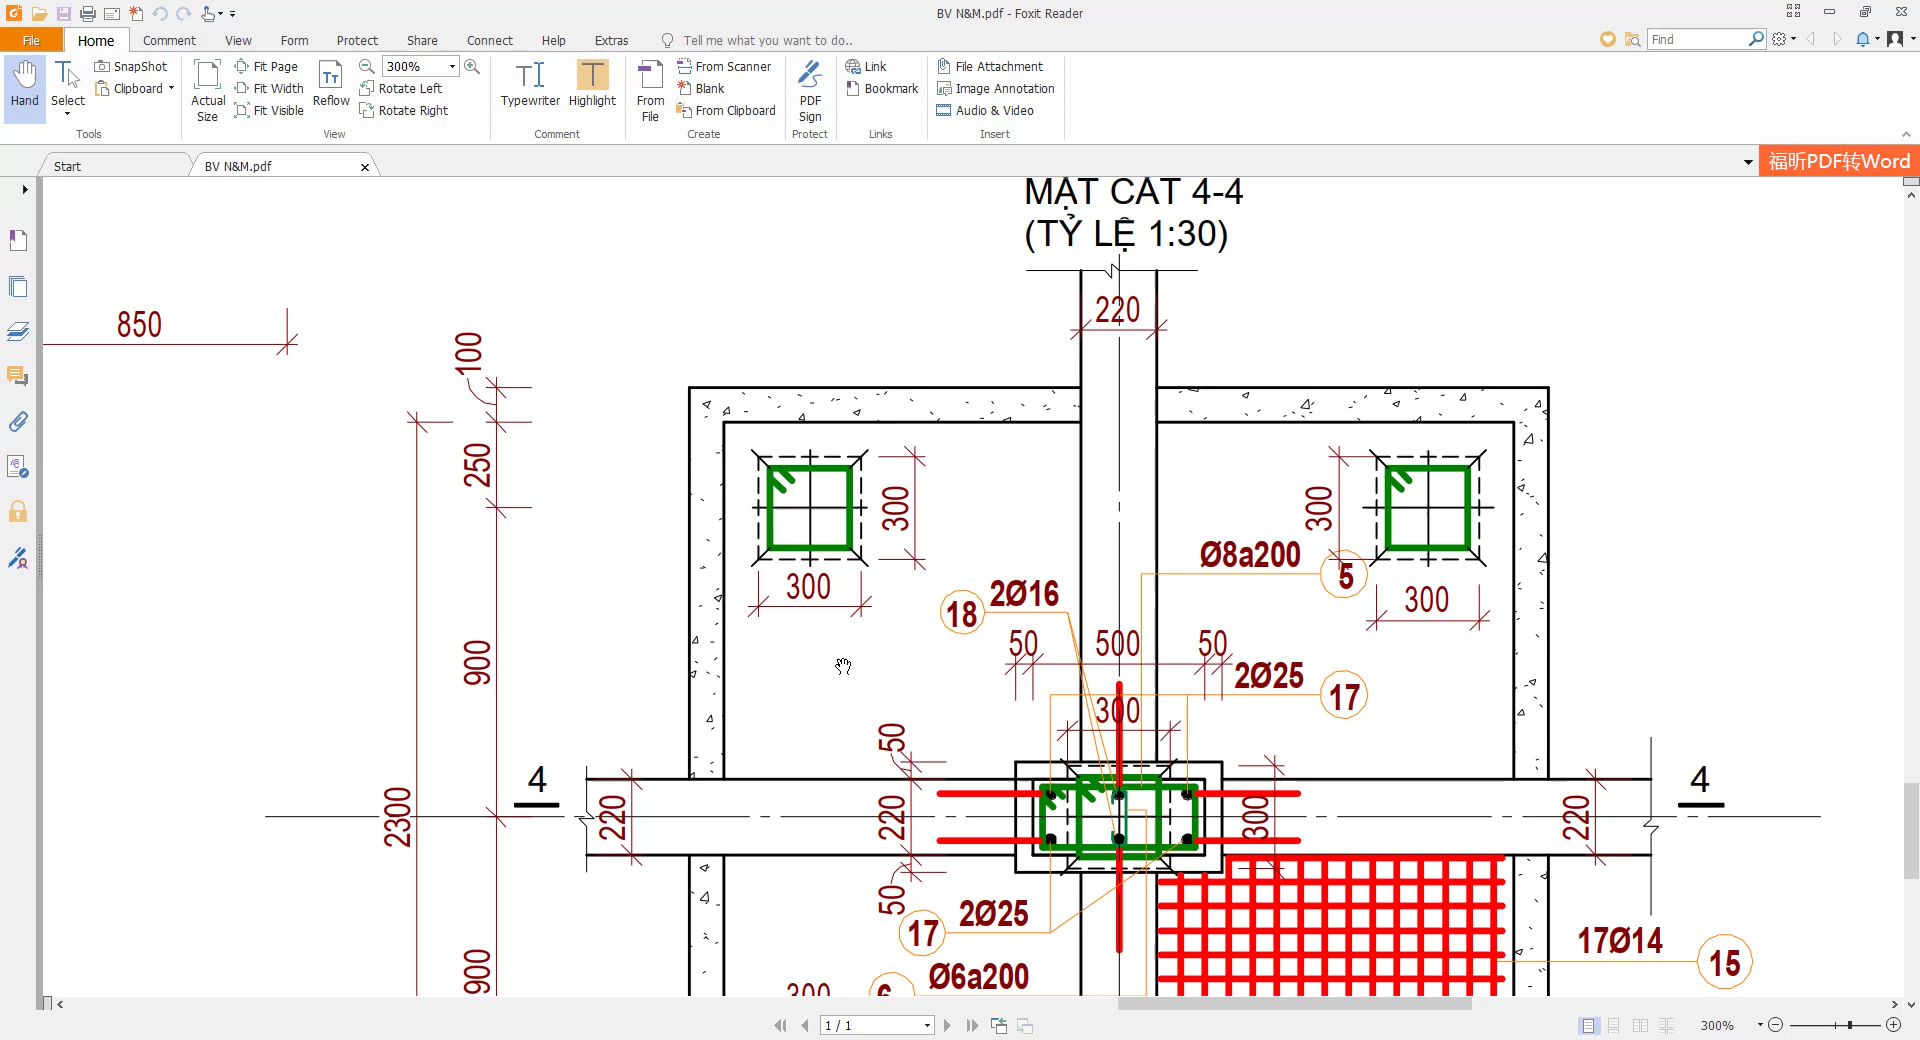 BV N&M.pdf - Foxit Reader
File Home Comment View Form Protect Share Connect Help Extras Tell me what you want to do.. Find
Hand
Select
SnapShot
Clipboard
Tools
Actual
Size
Fit Page
Fit Width
Fit Visible
Reflow
300%
Rotate Left
Rotate Right
View
Typewriter
Highlight
Comment
From
File
From Scanner
Blank
From Clipboard
Create
PDF
Sign
Protect
Link
Bookmark
Links
File Attachment
Image Annotation
Audio & Video
Insert
Start
BV N&M.pdf
福昕PDF转Word
MẶT CẮT 4-4
(TỶ LỆ 1:30)
220
850
100
250
300
300
Ø8a200
5
300
300
2Ø16
18
50
500
50
2Ø25
17
900
300
50
4
4
2300
220
220
300
220
50
2Ø25
17
17Ø14
15
Ø6a200
6
900
300
1 / 1
300%